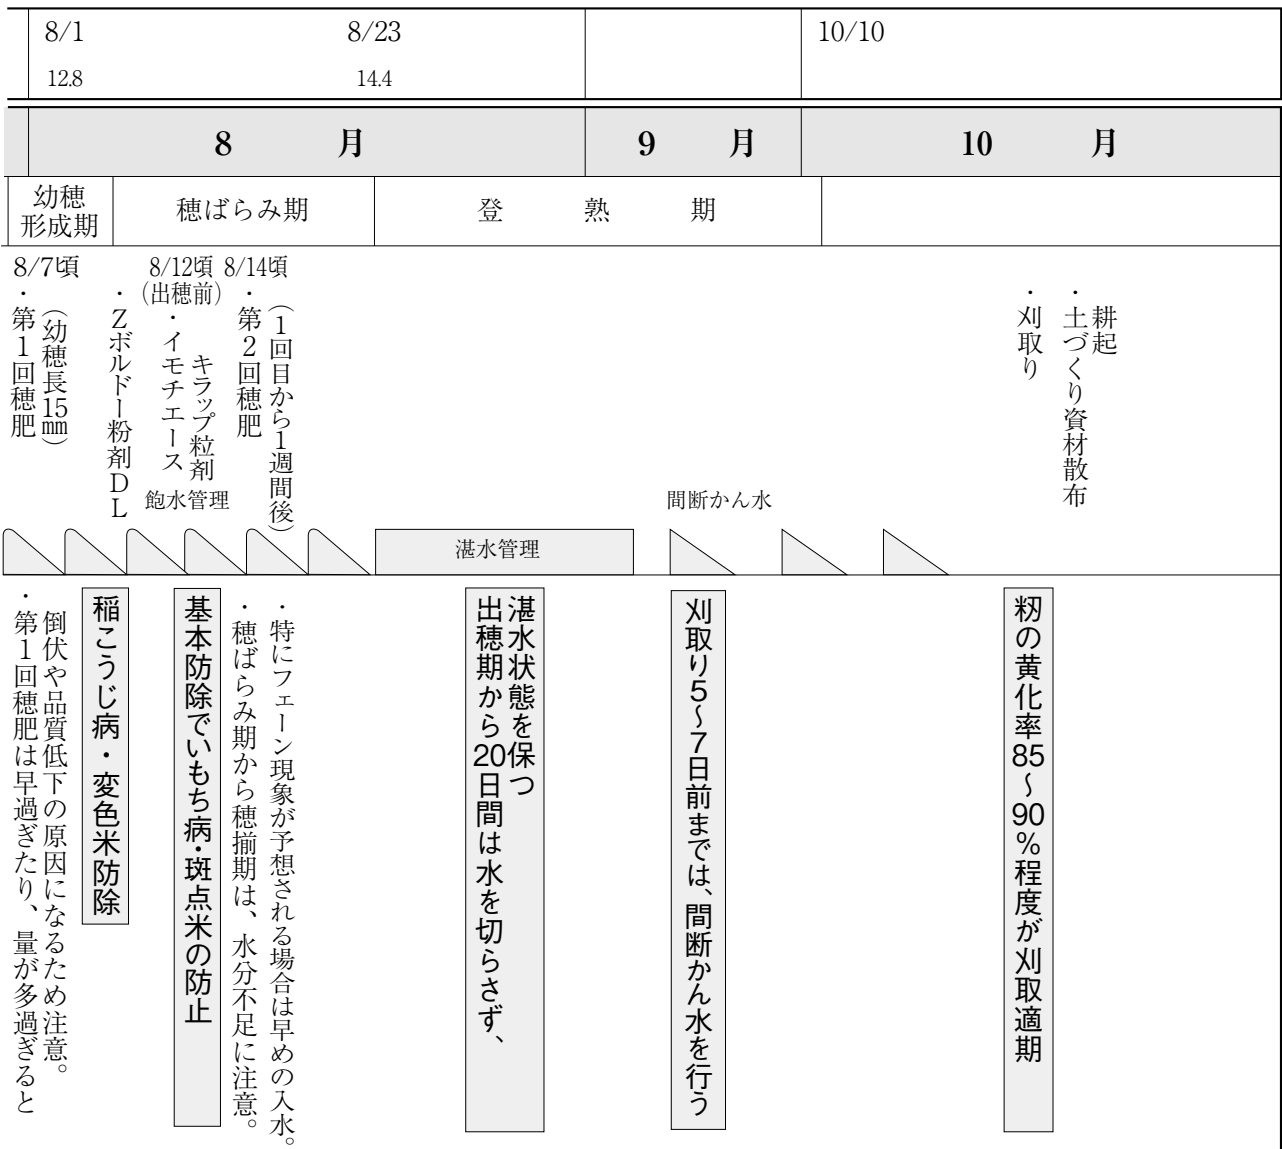 8/1
8/23
10/10
12.8
14.4
8　月
9　月
10　月
幼穂
形成期
穂ばらみ期
登熟期
8/7頃
・第1回穂肥
（幼穂長15㎜）
・Zボルドー粉剤DL
8/12頃
（出穂前）
・イモチエース
キラップ粒剤
8/14頃
・第2回穂肥
（1回目から1週間後）
・刈取り
・土づくり資材散布
耕起
飽水管理
湛水管理
間断かん水
・第1回穂肥は早過ぎたり、量が多過ぎると
倒伏や品質低下の原因になるため注意。
稲こうじ病・変色米防除
基本防除でいもち病・斑点米の防止
・特にフェーン現象が予想される場合は早めの入水。
・穂ばらみ期から穂揃期は、水分不足に注意。
出穂期から20日間は水を切らさず、
湛水状態を保つ
刈取り5～7日前までは、間断かん水を行う
籾の黄化率85～90％程度が刈取適期